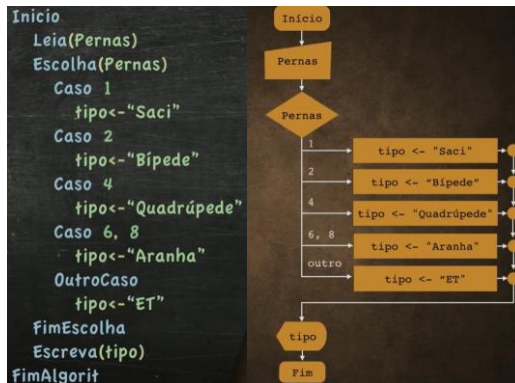 Inicio
Leia(Pernas)
Escolha(Pernas)
Caso 1
tipo<-“Saci”
Caso 2
tipo<-“Bípede”
Caso 4
tipo<-“Quadrúpede”
Caso 6, 8
tipo<-“Aranha”
OutroCaso
tipo<-“ET”
FimEscolha
Escreva(tipo)
FimAlgorit
Início
Pernas
Pernas
1
tipo <- "Saci"
2
tipo <- "Bípede"
4
tipo <- "Quadrúpede"
6, 8
tipo <- "Aranha"
outro
tipo <- “ET"
tipo
Fim